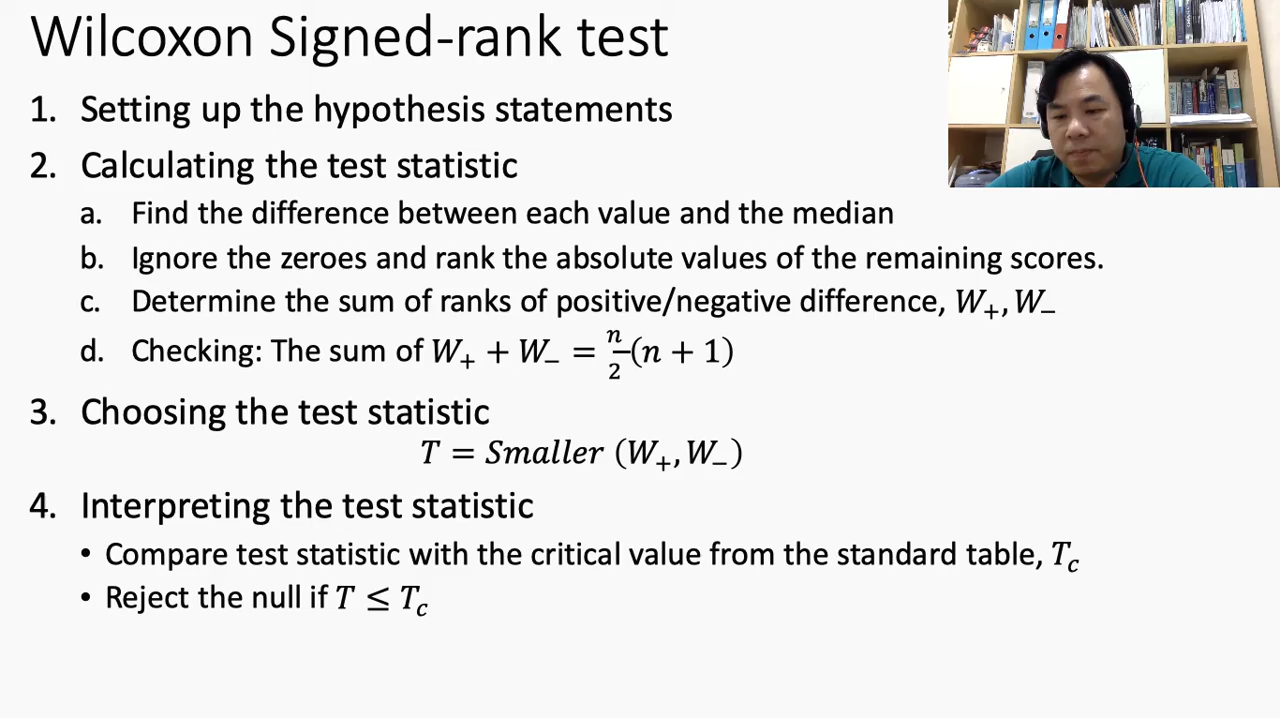 Wilcoxon Signed-rank test
1. Setting up the hypothesis statements
2. Calculating the test statistic
a. Find the difference between each value and the median
b. Ignore the zeroes and rank the absolute values of the remaining scores.
c. Determine the sum of ranks of positive/negative difference, W₊, W₋
d. Checking: The sum of W₊ + W₋ = n/2 (n + 1)
3. Choosing the test statistic
T = Smaller (W₊, W₋)
4. Interpreting the test statistic
• Compare test statistic with the critical value from the standard table, T_c
• Reject the null if T ≤ T_c